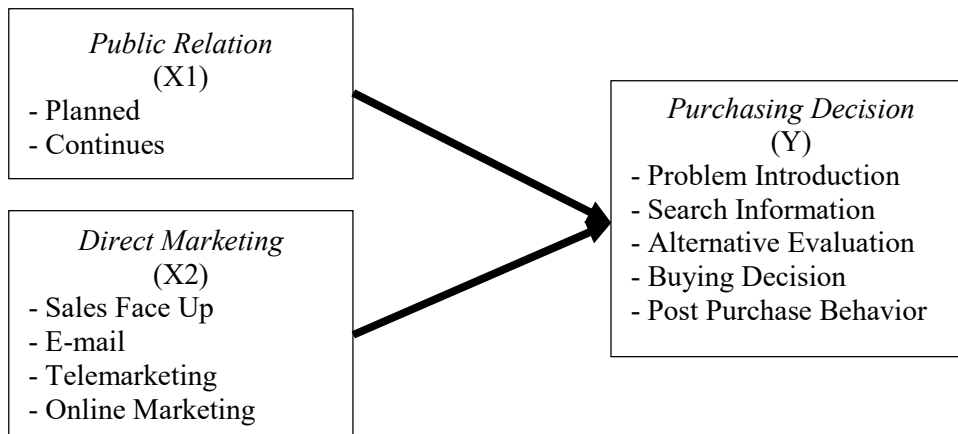 Public Relation
(X1)
- Planned
- Continues
Direct Marketing
(X2)
- Sales Face Up
- E-mail
- Telemarketing
- Online Marketing
Purchasing Decision
(Y)
- Problem Introduction
- Search Information
- Alternative Evaluation
- Buying Decision
- Post Purchase Behavior